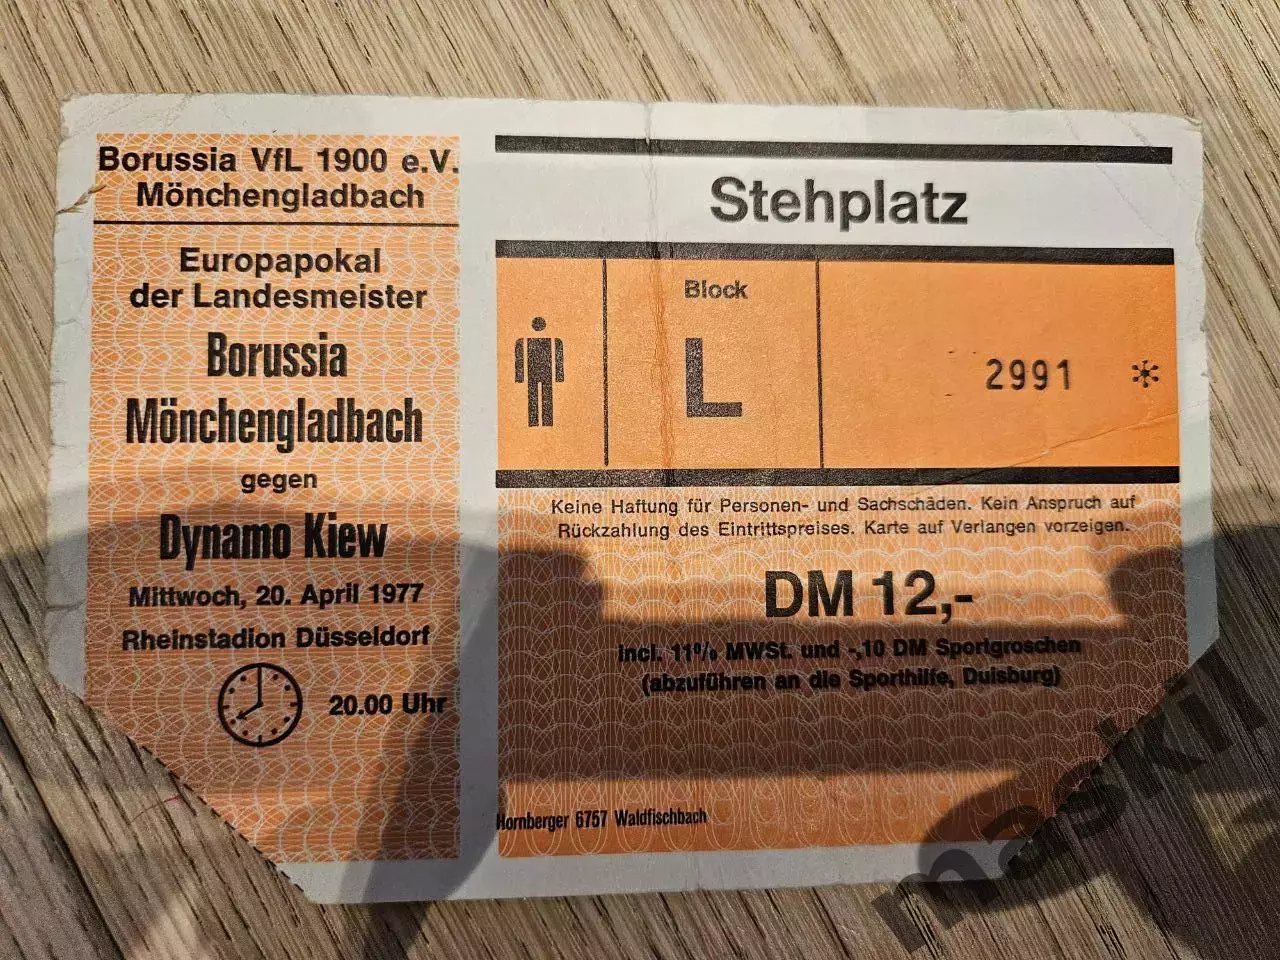 Borussia VfL 1900 e.V.
Mönchengladbach
Europapokal
der Landesmeister
Borussia
Mönchengladbach
gegen
Dynamo Kiew
Mittwoch, 20. April 1977
Rheinstadion Düsseldorf
20.00 Uhr
Stehplatz
Block
L
2991 *
Keine Haftung für Personen- und Sachschäden. Kein Anspruch auf
Rückzahlung des Eintrittspreises. Karte auf Verlangen vorzeigen.
DM 12,-
incl. 11% MWSt. und -,10 DM Sportgroschen
(abzuführen an die Sporthilfe, Duisburg)
Hornberger 6757 Waldfischbach